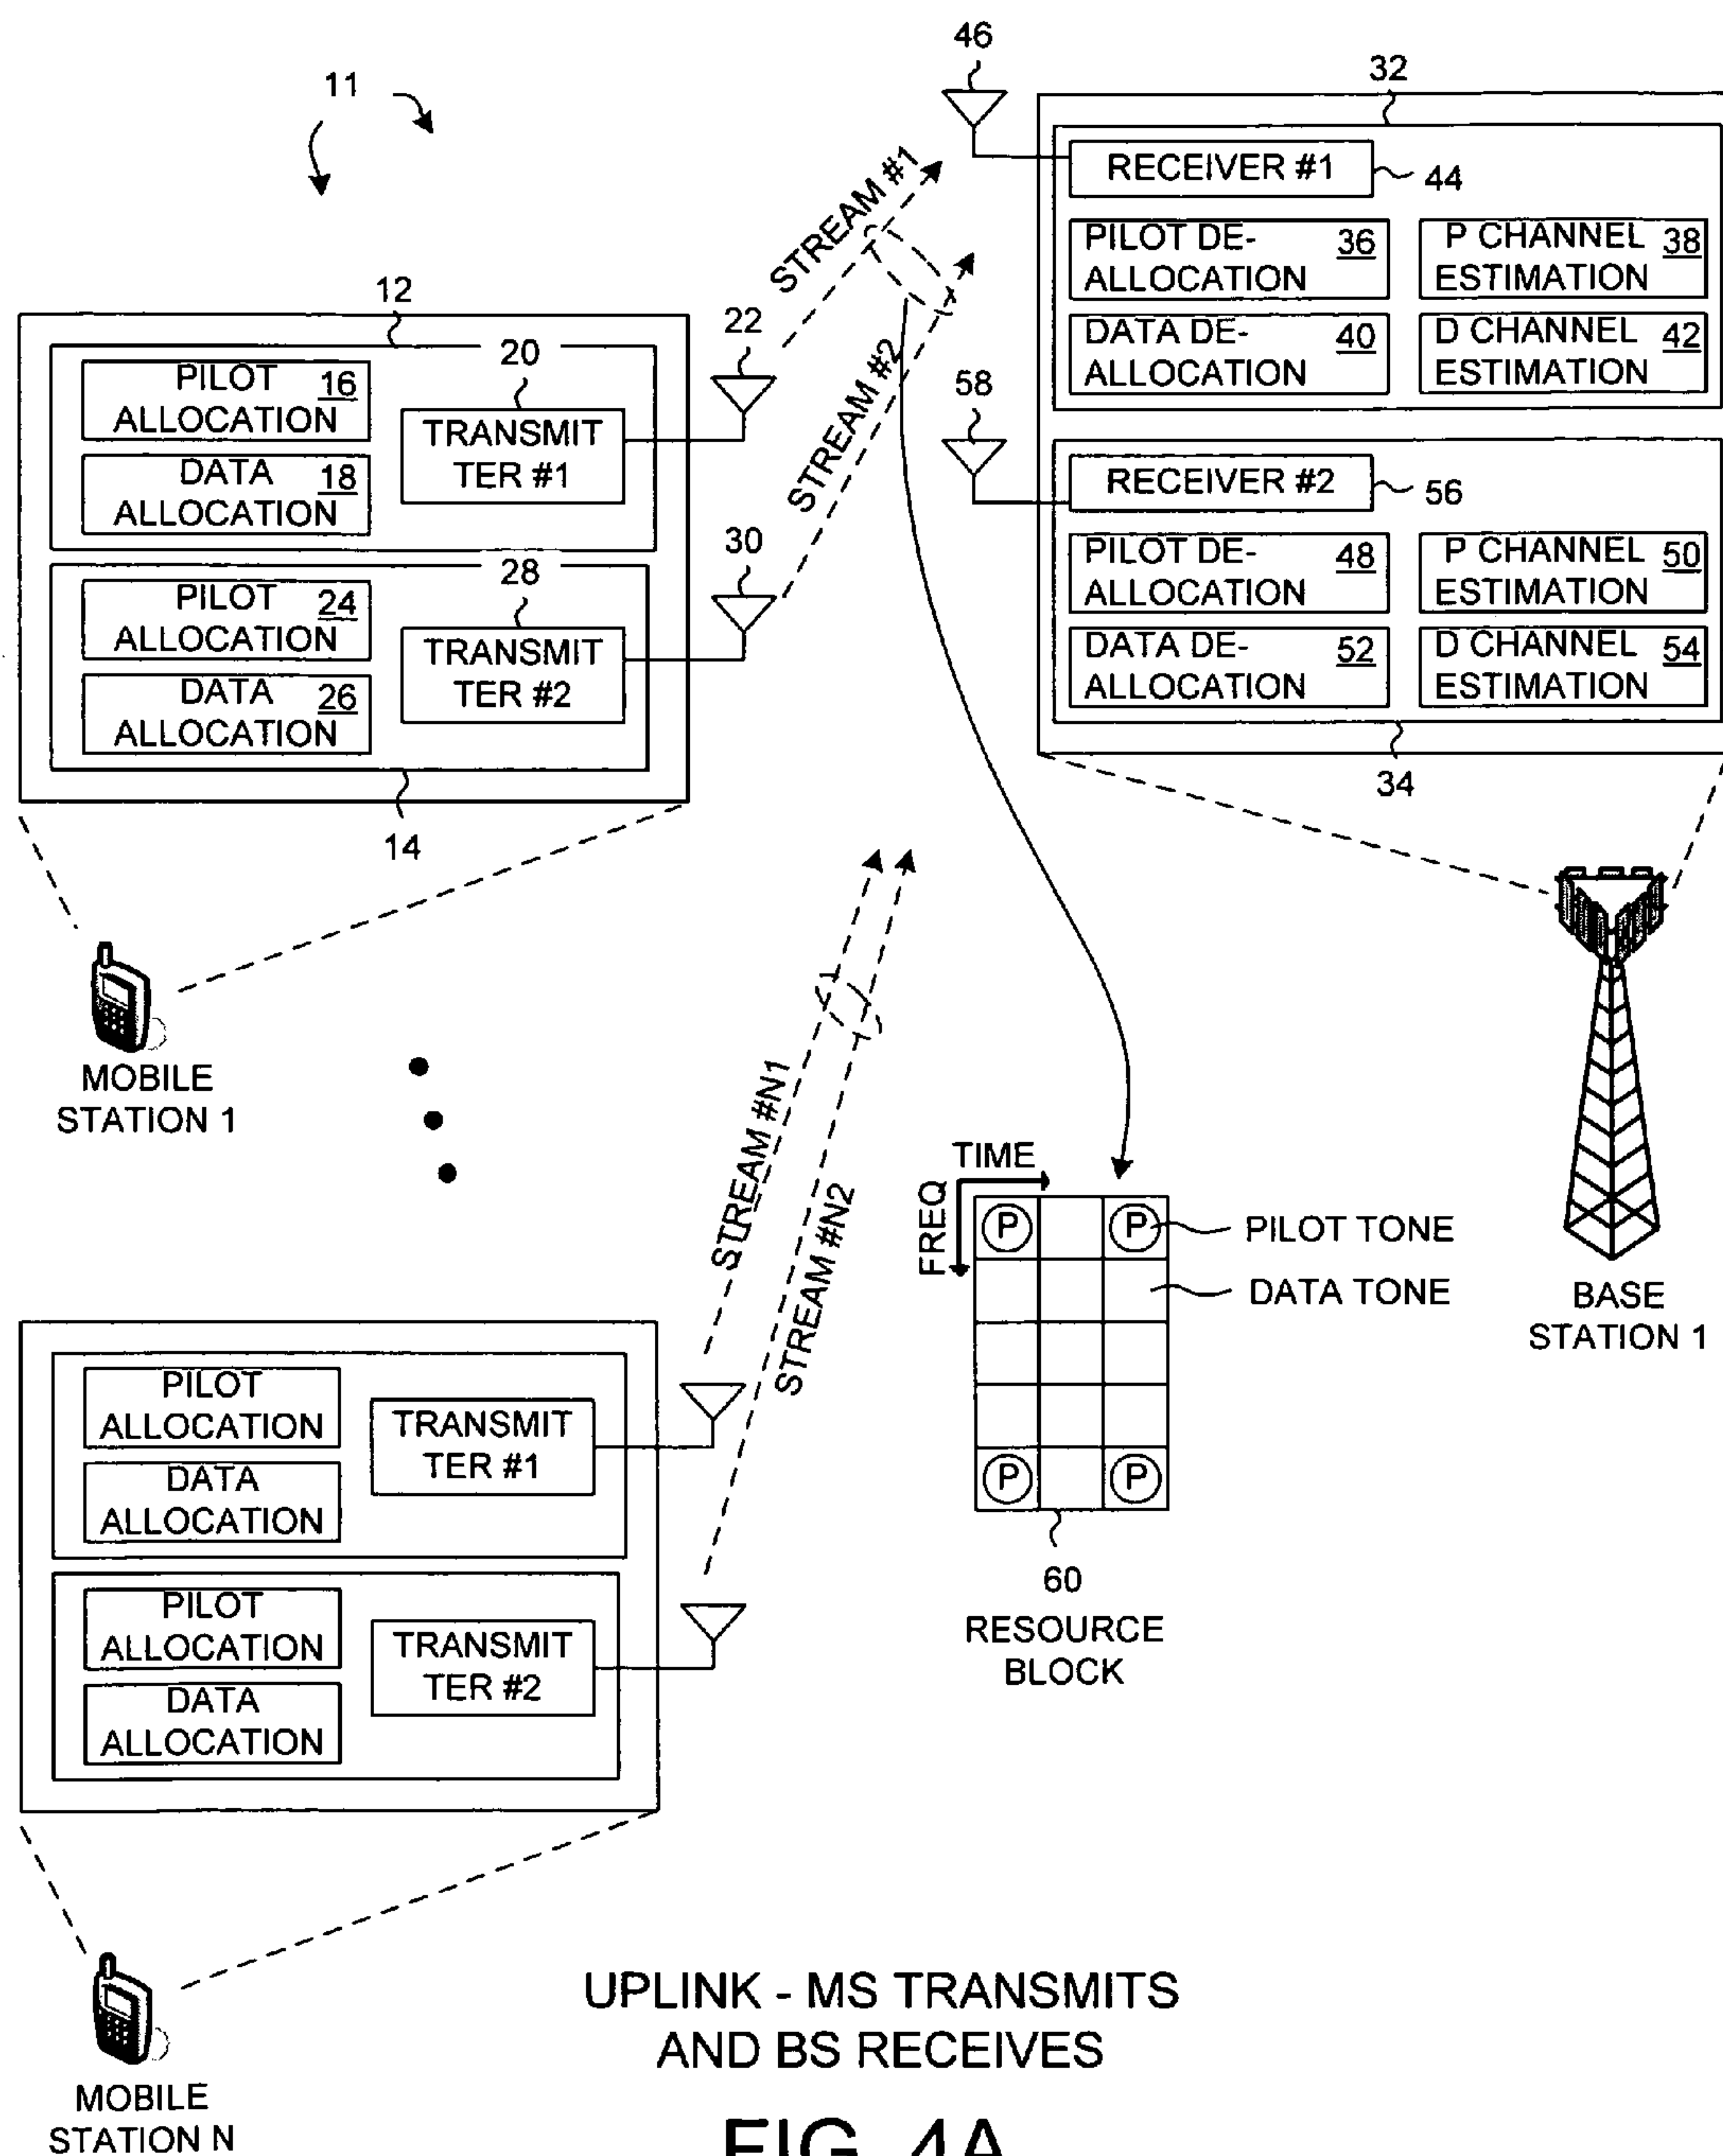 11
46
32
RECEIVER #1
44
PILOT DE-
ALLOCATION
36
P CHANNEL
ESTIMATION
38
DATA DE-
ALLOCATION
40
D CHANNEL
ESTIMATION
42
58
RECEIVER #2
56
PILOT DE-
ALLOCATION
48
P CHANNEL
ESTIMATION
50
DATA DE-
ALLOCATION
52
D CHANNEL
ESTIMATION
54
34
12
PILOT
ALLOCATION
16
DATA
ALLOCATION
18
20
TRANSMIT
TER #1
22
PILOT
ALLOCATION
24
DATA
ALLOCATION
26
28
TRANSMIT
TER #2
30
14
STREAM #1
STREAM #2
MOBILE
STATION 1
STREAM #N1
STREAM #N2
TIME
FREQ
P
P
P
P
PILOT TONE
DATA TONE
60
RESOURCE
BLOCK
BASE
STATION 1
PILOT
ALLOCATION
DATA
ALLOCATION
TRANSMIT
TER #1
PILOT
ALLOCATION
DATA
ALLOCATION
TRANSMIT
TER #2
MOBILE
STATION N
UPLINK - MS TRANSMITS
AND BS RECEIVES
FIG. 4A